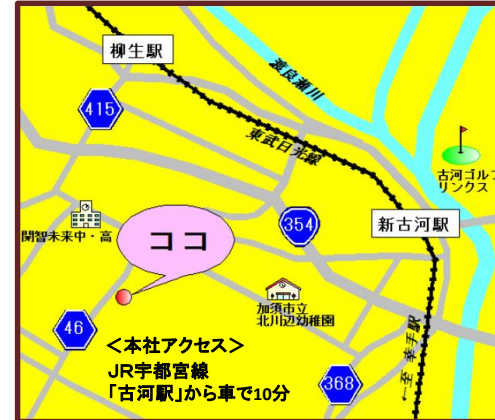 柳生駅
渡良瀬川
415
東武日光線
古河ゴルフ
リンクス
354
新古河駅
開智未来中・高
ココ
加須市立
北川辺幼稚園
46
＜本社アクセス＞
JR宇都宮線
「古河駅」から車で10分
368
←至 幸手駅